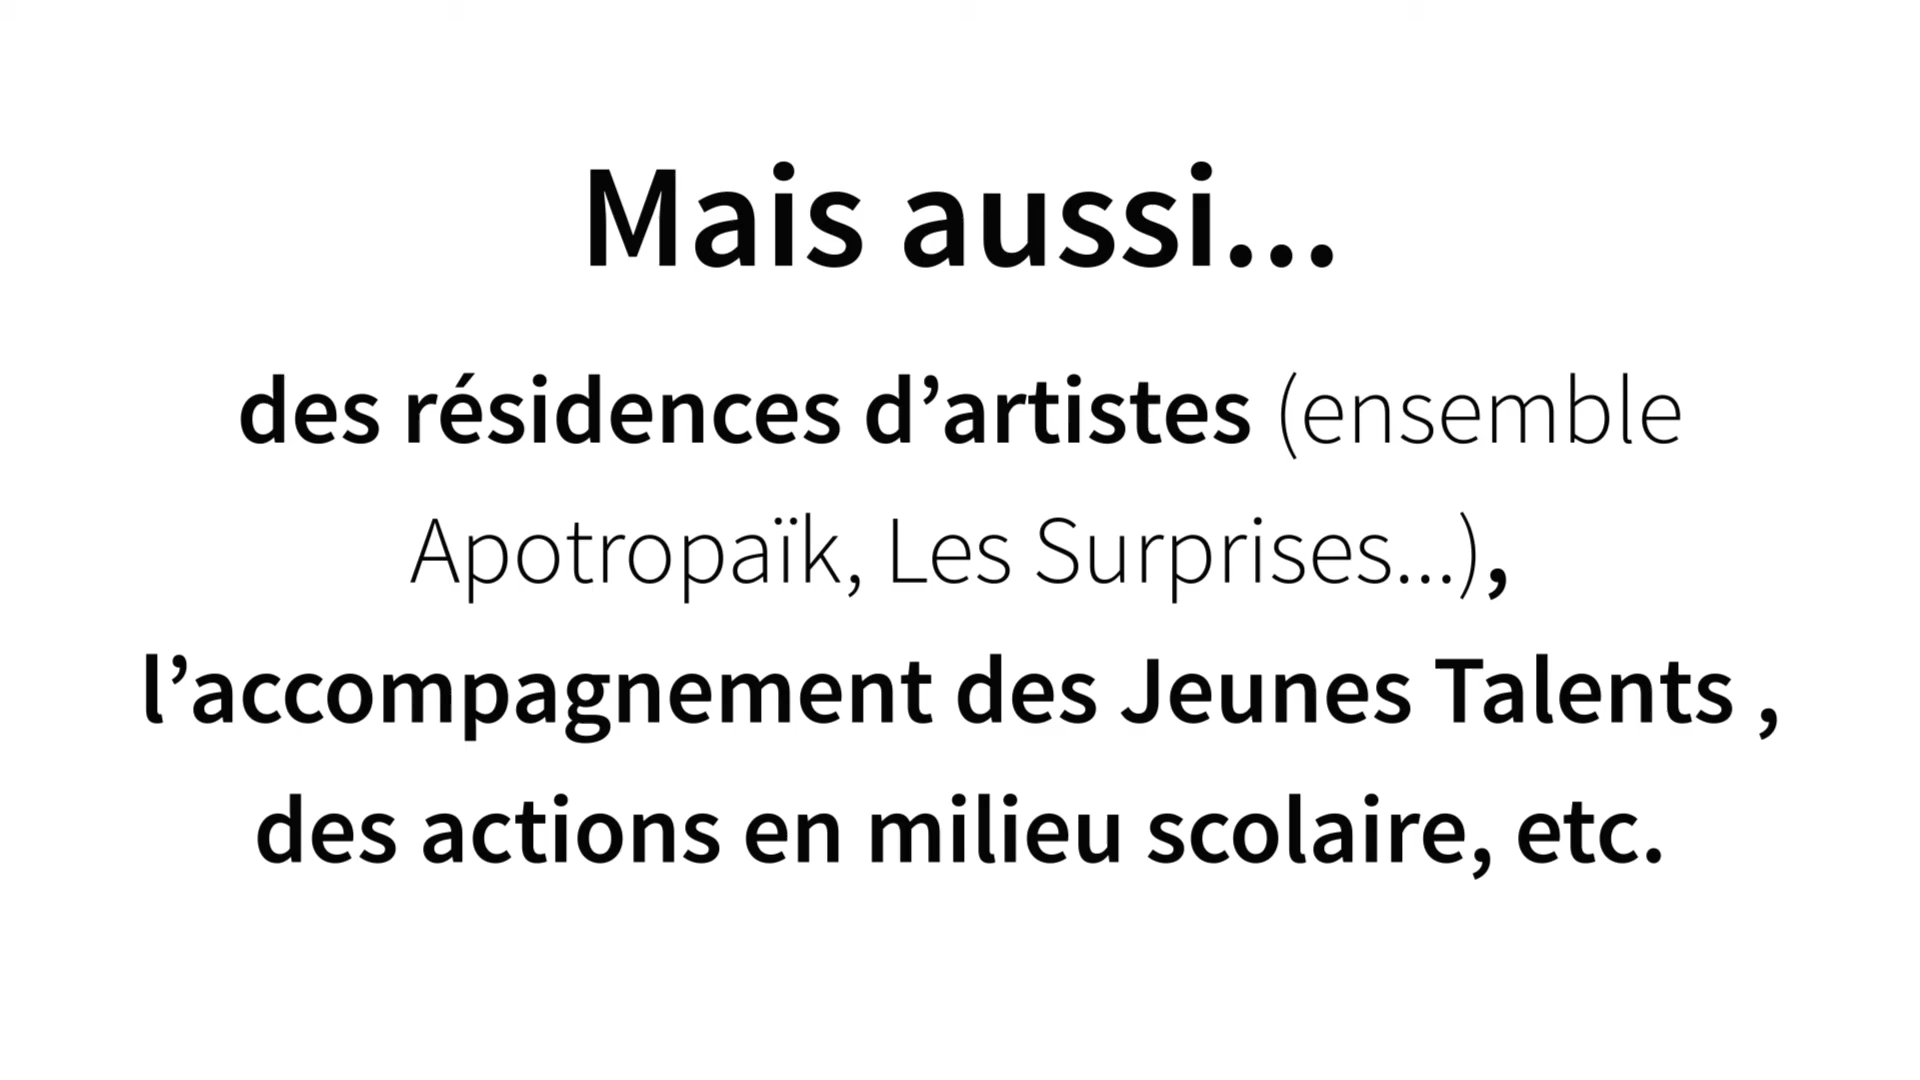 Mais aussi...
des résidences d’artistes (ensemble
Apotropaïk, Les Surprises...),
l’accompagnement des Jeunes Talents ,
des actions en milieu scolaire, etc.